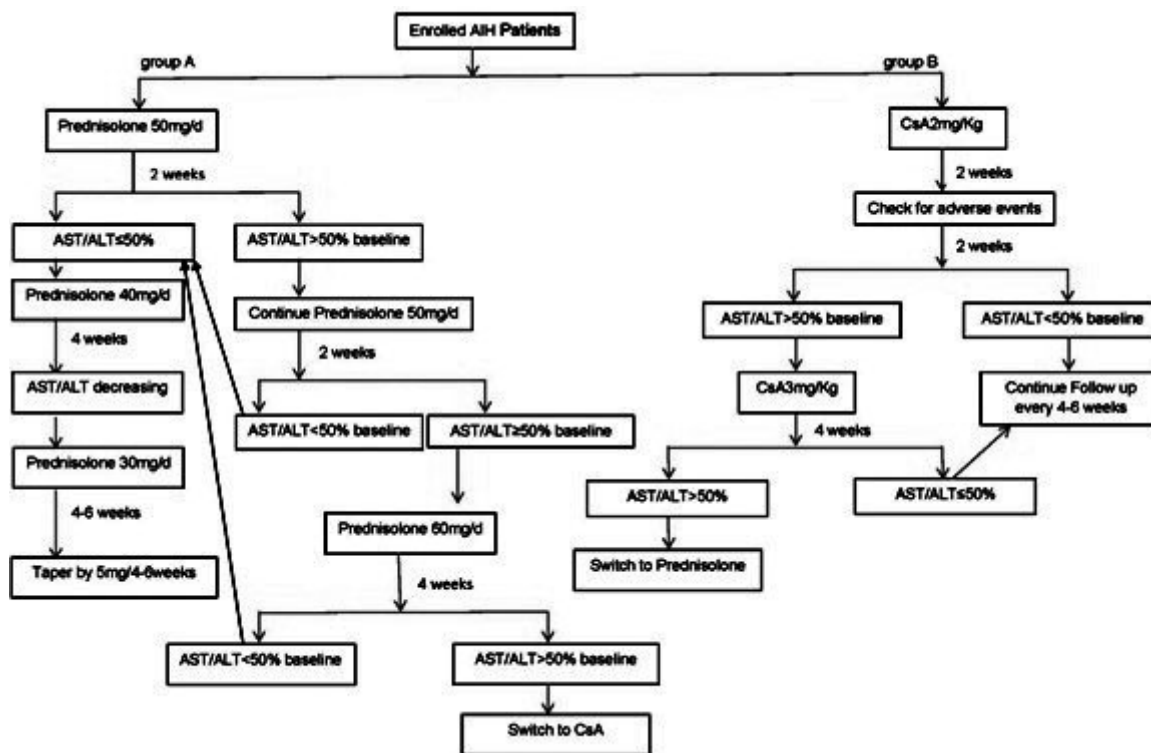 Enrolled AIH Patients
group A
group B
Prednisolone 50mg/d
CsA2mg/Kg
2 weeks
2 weeks
Check for adverse events
AST/ALT≤50%
AST/ALT>50% baseline
2 weeks
Prednisolone 40mg/d
Continue Prednisolone 50mg/d
AST/ALT>50% baseline
AST/ALT<50% baseline
4 weeks
2 weeks
AST/ALT decreasing
CsA3mg/Kg
Continue Follow up
every 4-6 weeks
AST/ALT<50% baseline
AST/ALT≥50% baseline
4 weeks
Prednisolone 30mg/d
AST/ALT>50%
AST/ALT≤50%
4-6 weeks
Prednisolone 60mg/d
Switch to Prednisolone
Taper by 5mg/4-6weeks
4 weeks
AST/ALT<50% baseline
AST/ALT>50% baseline
Switch to CsA